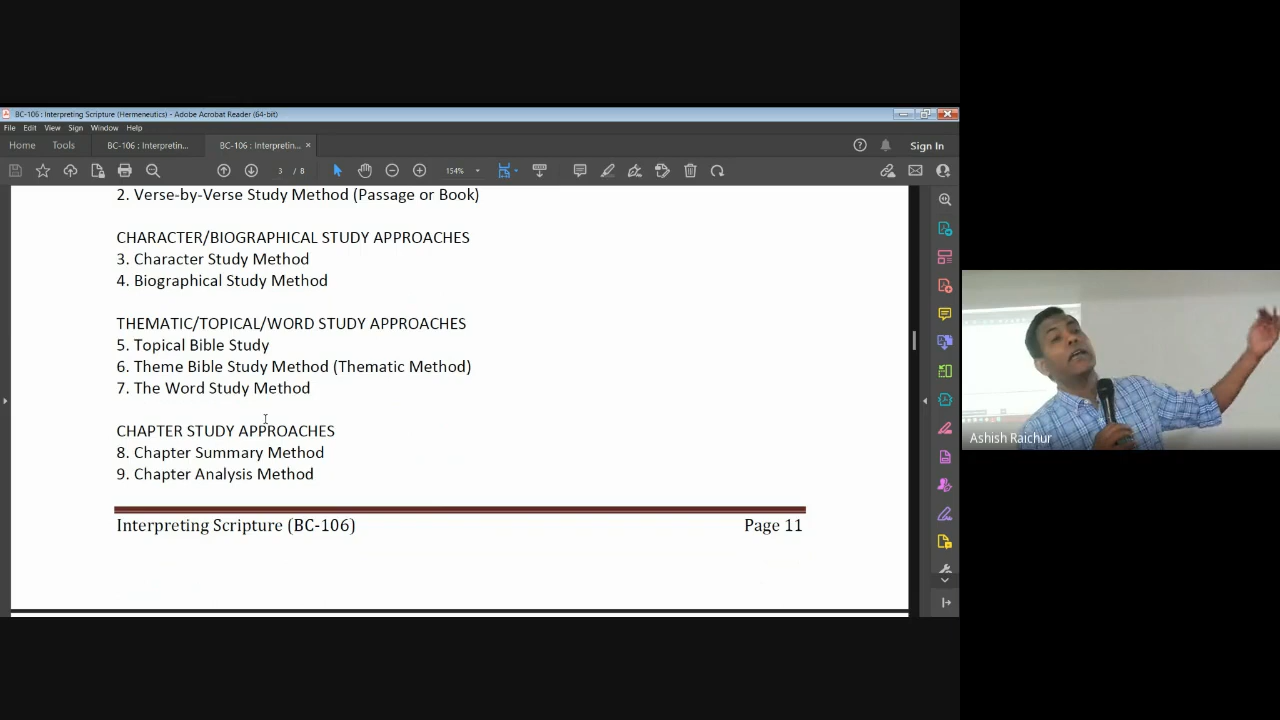 BC-106 : Interpreting Scripture (Hermeneutics) - Adobe Acrobat Reader (64-bit)
File Edit View Sign Window Help
Home Tools BC-106 : Interpretin... BC-106 : Interpretin... ×
3 / 8 154% Sign In
2. Verse-by-Verse Study Method (Passage or Book)
CHARACTER/BIOGRAPHICAL STUDY APPROACHES
3. Character Study Method
4. Biographical Study Method
THEMATIC/TOPICAL/WORD STUDY APPROACHES
5. Topical Bible Study
6. Theme Bible Study Method (Thematic Method)
7. The Word Study Method
CHAPTER STUDY APPROACHES
8. Chapter Summary Method
9. Chapter Analysis Method
Interpreting Scripture (BC-106) Page 11
Ashish Raichur